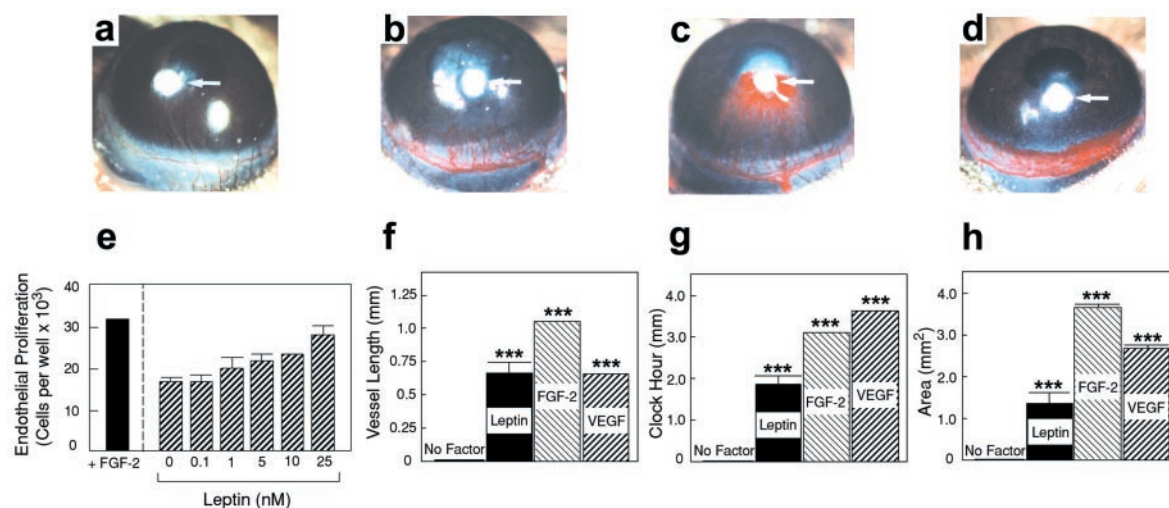 a
b
c
d
e
Endothelial Proliferation
(Cells per well x 10³)
40
30
20
10
0
+ FGF-2
0 0.1 1 5 10 25
Leptin (nM)
f
Vessel Length (mm)
1.25
1.0
0.75
0.50
0.25
0
No Factor
***
Leptin
***
FGF-2
***
VEGF
g
Clock Hour (mm)
4.0
3.0
2.0
1.0
0
No Factor
***
Leptin
***
FGF-2
***
VEGF
h
Area (mm²)
4.0
3.0
2.0
1.0
0
No Factor
***
Leptin
***
FGF-2
***
VEGF